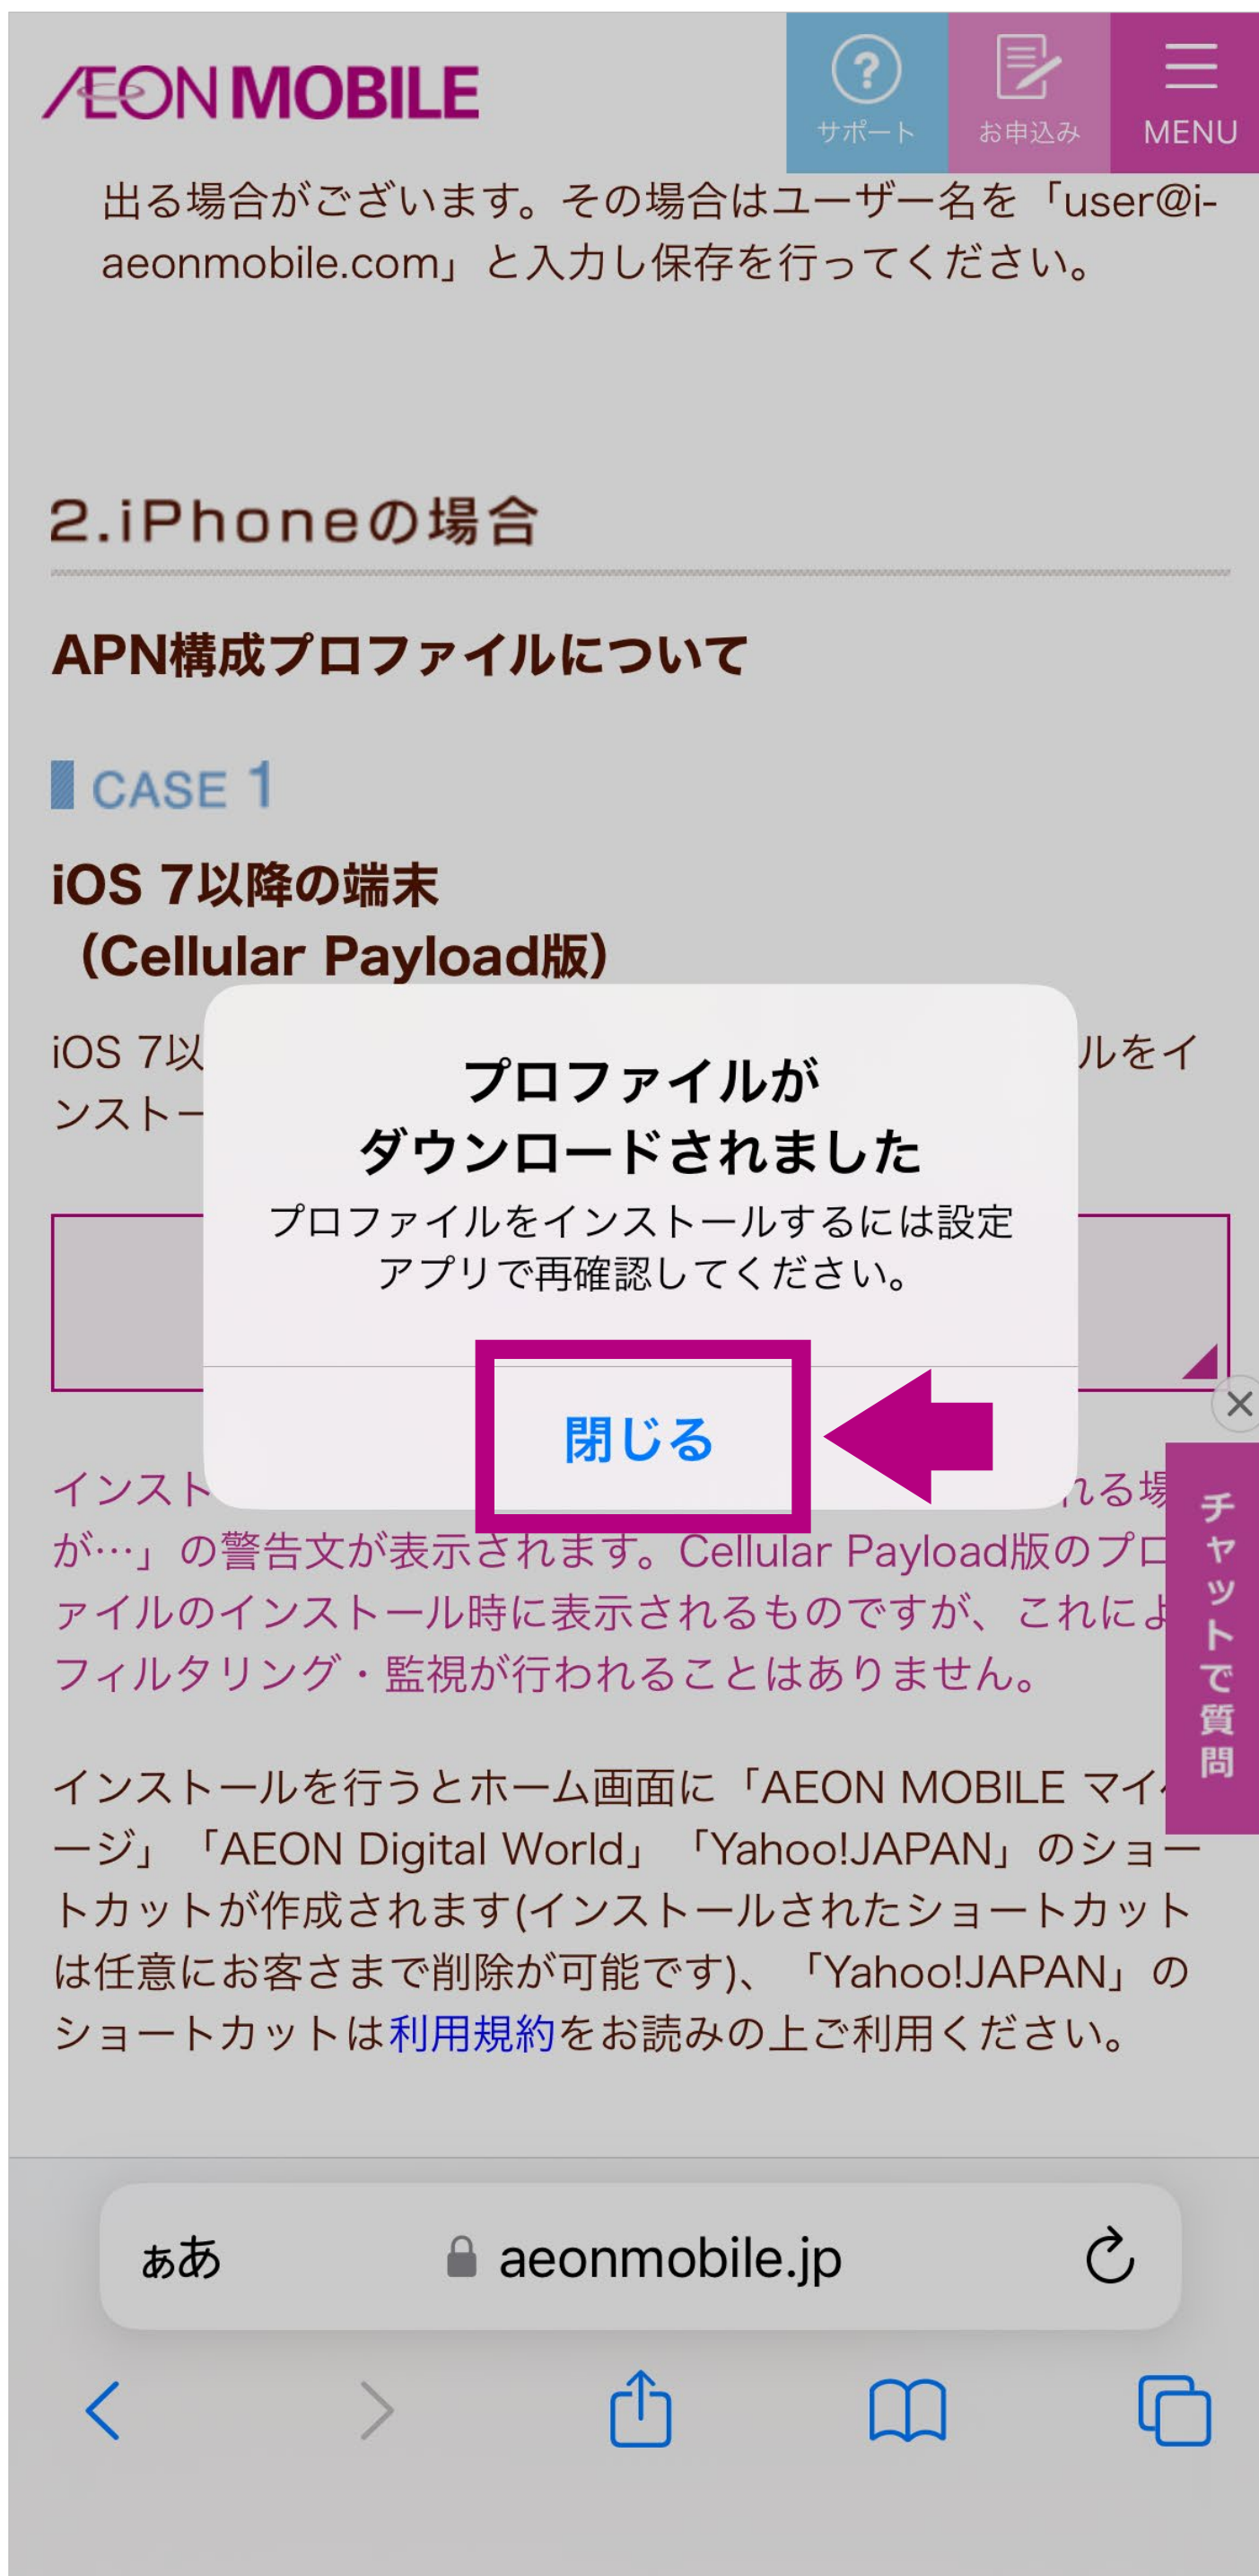 ÆON MOBILE
サポート
お申込み
MENU
出る場合がございます。その場合はユーザー名を「user@i-
aeonmobile.com」と入力し保存を行ってください。
2.iPhoneの場合
APN構成プロファイルについて
CASE 1
iOS 7以降の端末
（Cellular Payload版）
iOS 7以 ルをイ
ンストー
プロファイルが
ダウンロードされました
プロファイルをインストールするには設定
アプリで再確認してください。
閉じる
インスト れる場
が…」の警告文が表示されます。Cellular Payload版のプロ
ァイルのインストール時に表示されるものですが、これによ
フィルタリング・監視が行われることはありません。
チャットで質問
インストールを行うとホーム画面に「AEON MOBILE マイ
ージ」「AEON Digital World」「Yahoo!JAPAN」のショー
トカットが作成されます(インストールされたショートカット
は任意にお客さまで削除が可能です)、「Yahoo!JAPAN」の
ショートカットは利用規約をお読みの上ご利用ください。
ぁあ
aeonmobile.jp